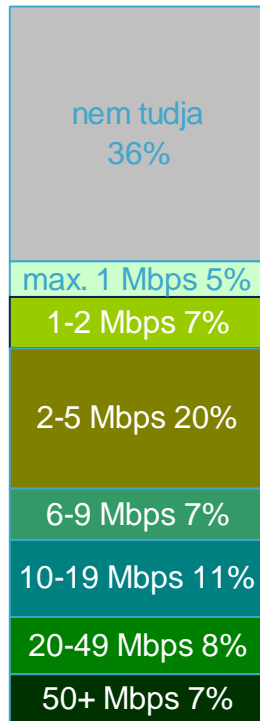 nem tudja
36%
max. 1 Mbps 5%
1-2 Mbps 7%
2-5 Mbps 20%
6-9 Mbps 7%
10-19 Mbps 11%
20-49 Mbps 8%
50+ Mbps 7%